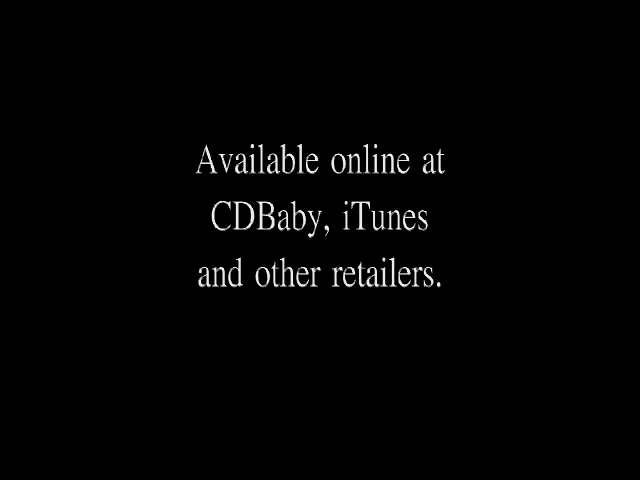 Available online at
CDBaby, iTunes
and other retailers.